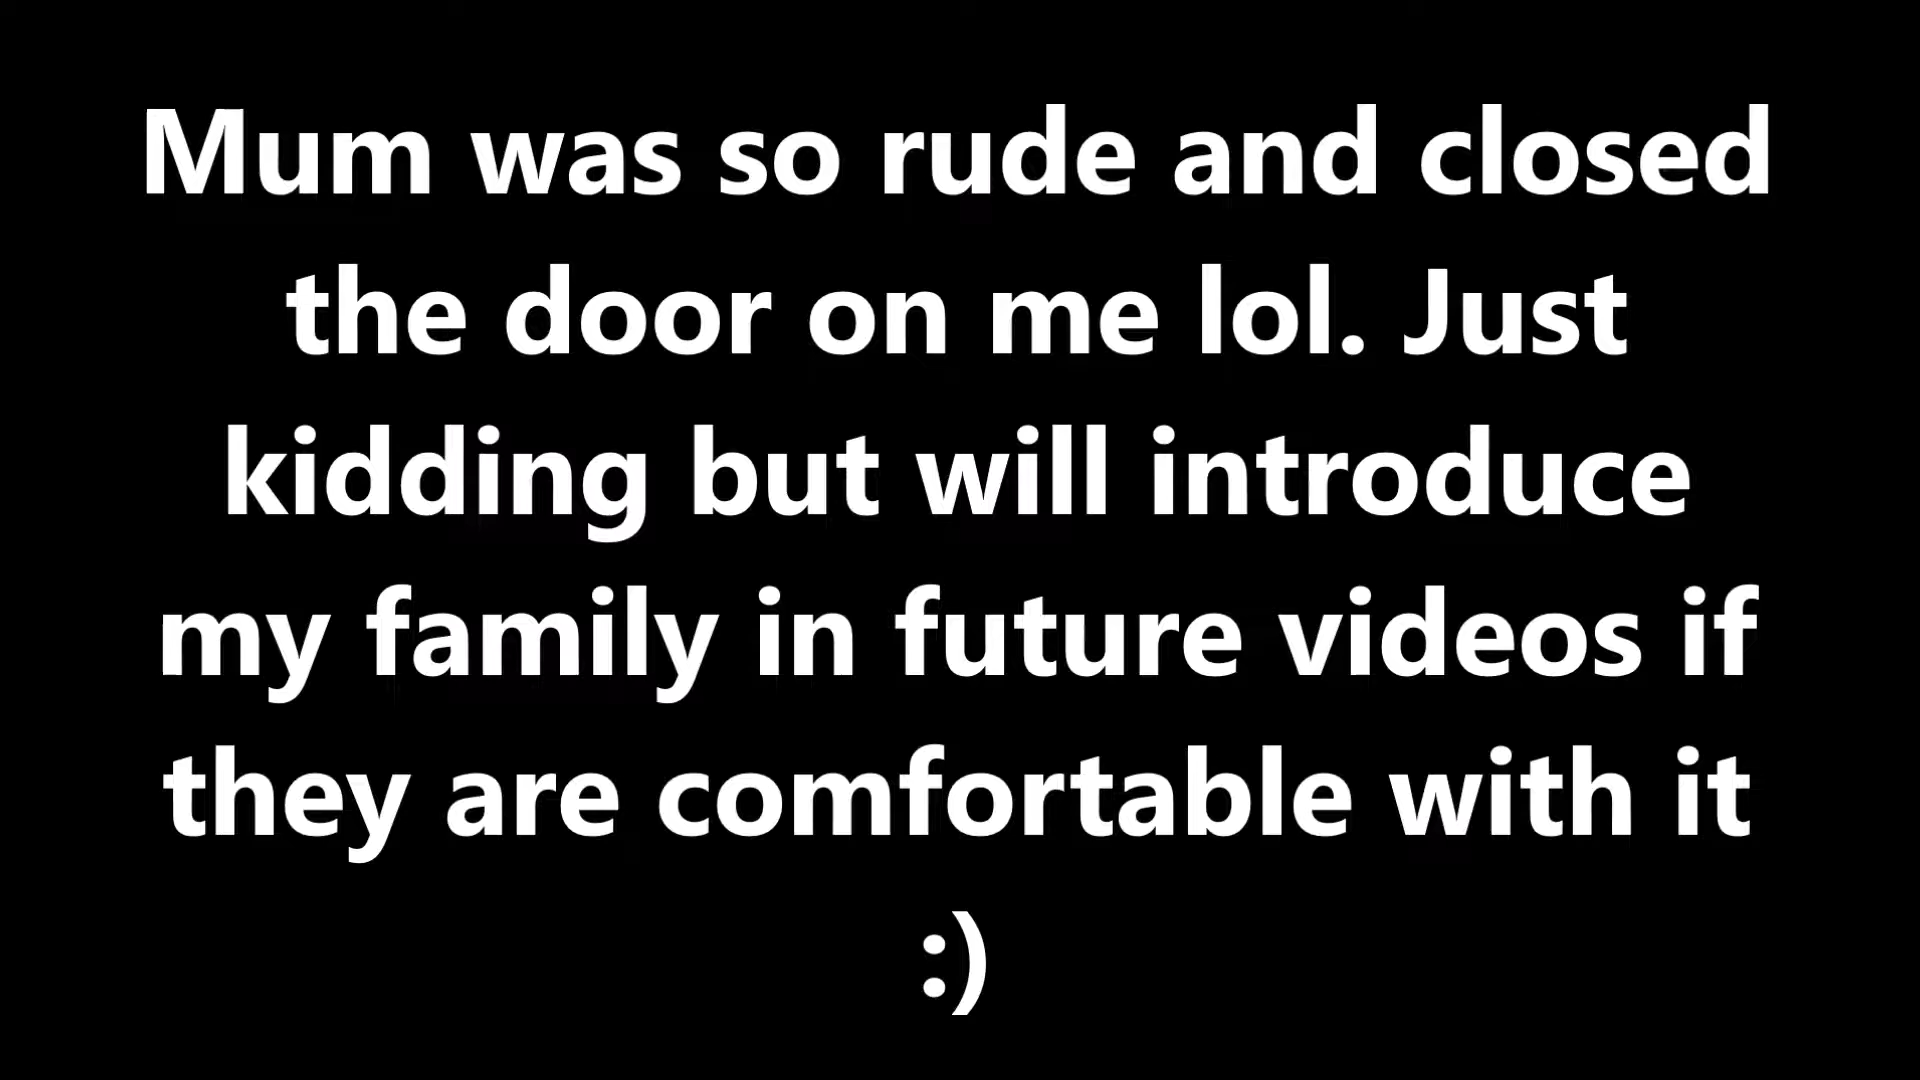 Mum was so rude and closed
the door on me lol. Just
kidding but will introduce
my family in future videos if
they are comfortable with it
:)